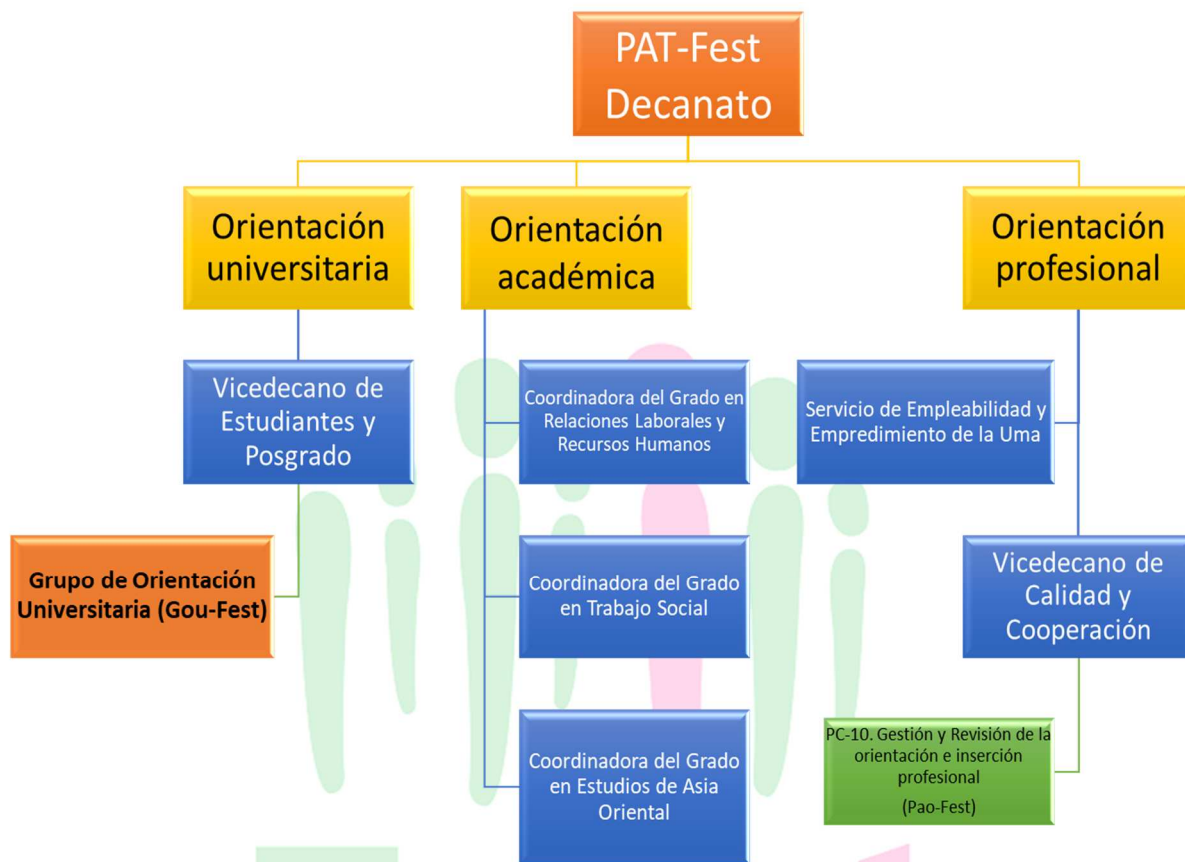 PAT-Fest
Decanato
Orientación
universitaria
Orientación
académica
Orientación
profesional
Vicedecano de
Estudiantes y
Posgrado
Coordinadora del Grado en
Relaciones Laborales y
Recursos Humanos
Servicio de Empleabilidad y
Empredimiento de la Uma
Grupo de Orientación
Universitaria (Gou-Fest)
Coordinadora del Grado
en Trabajo Social
Vicedecano de
Calidad y
Cooperación
Coordinadora del Grado
en Estudios de Asia
Oriental
PC-10. Gestión y Revisión de la
orientación e inserción
profesional
(Pao-Fest)